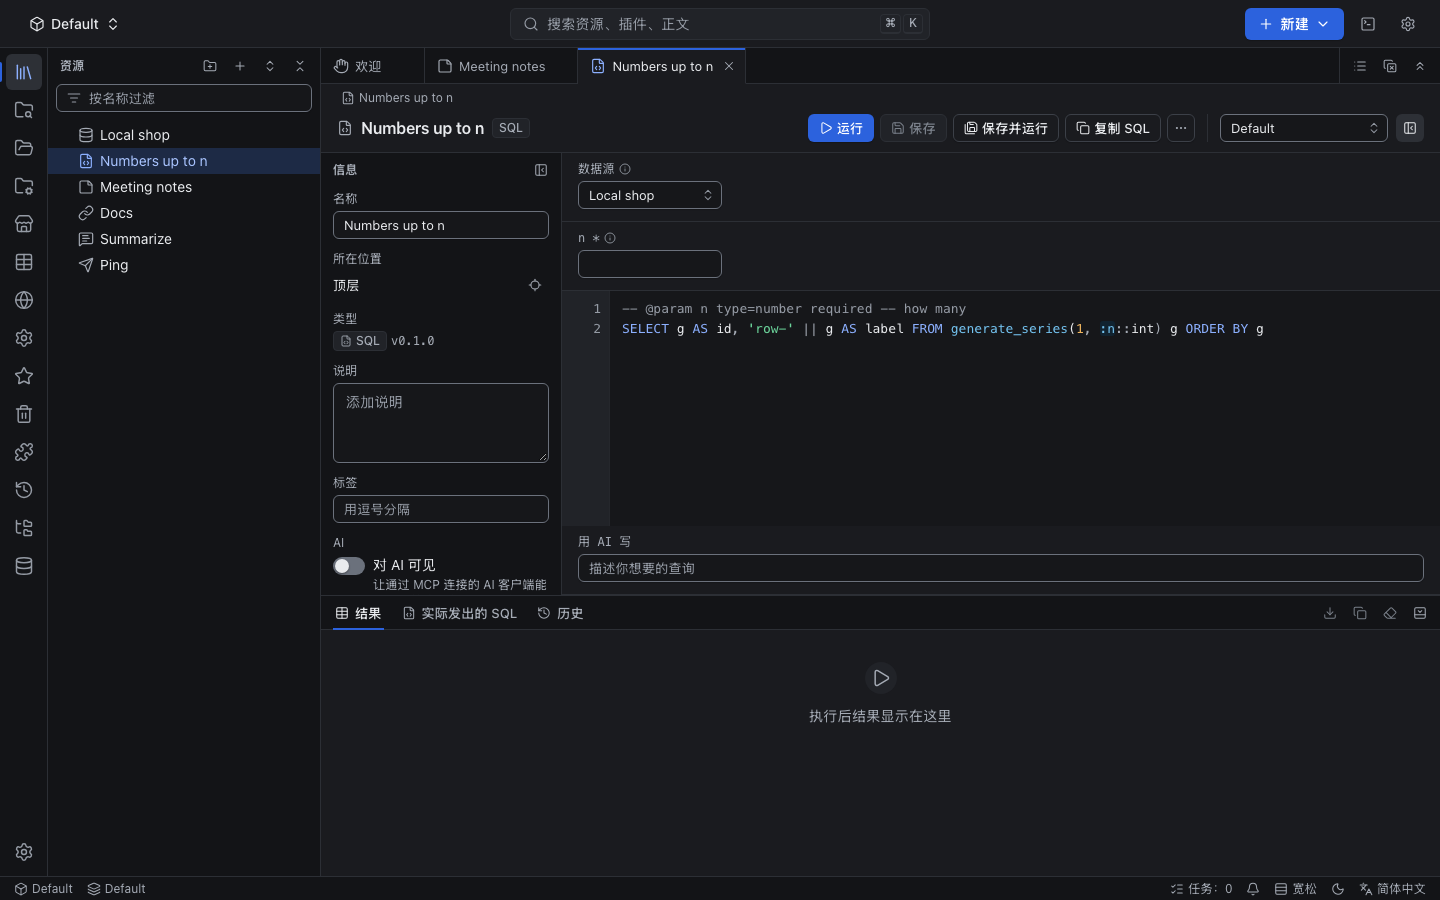 Default
搜索资源、插件、正文
⌘ K
新建
资源
按名称过滤
Local shop
Numbers up to n
Meeting notes
Docs
Summarize
Ping
欢迎
Meeting notes
Numbers up to n
Numbers up to n
Numbers up to n SQL
运行
保存
保存并运行
复制 SQL
Default
信息
名称
Numbers up to n
所在位置
顶层
类型
SQL v0.1.0
说明
添加说明
标签
用逗号分隔
AI
对 AI 可见
让通过 MCP 连接的 AI 客户端能
数据源
Local shop
n *
1 -- @param n type=number required -- how many
2 SELECT g AS id, 'row-' || g AS label FROM generate_series(1, :n::int) g ORDER BY g
用 AI 写
描述你想要的查询
结果
实际发出的 SQL
历史
执行后结果显示在这里
Default
Default
任务: 0
宽松
简体中文